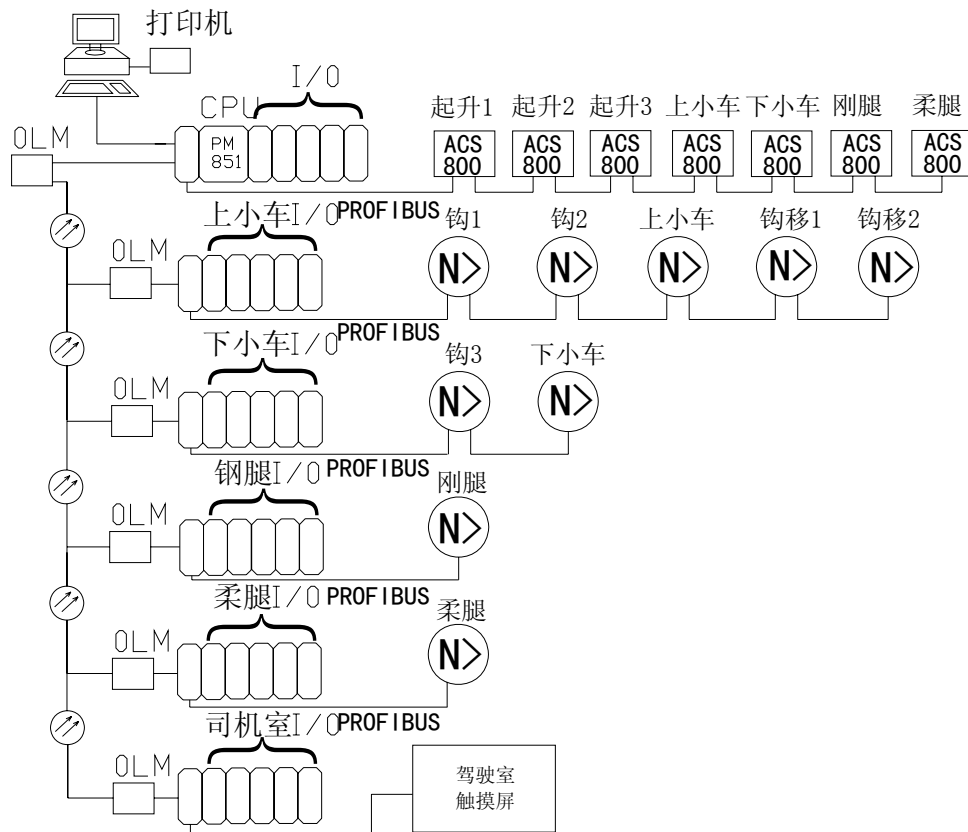 打印机
I/O
CPU
PM
851
OLM
起升1 起升2 起升3 上小车 下小车 刚腿 柔腿
ACS
800
ACS
800
ACS
800
ACS
800
ACS
800
ACS
800
ACS
800
上小车I/O PROFIBUS
钩1 钩2 上小车 钩移1 钩移2
OLM
N> N> N> N> N>
下小车I/O PROFIBUS
钩3 下小车
OLM
N> N>
钢腿I/O PROFIBUS
刚腿
OLM
N>
柔腿I/O PROFIBUS
柔腿
OLM
N>
司机室I/O PROFIBUS
OLM
驾驶室
触摸屏